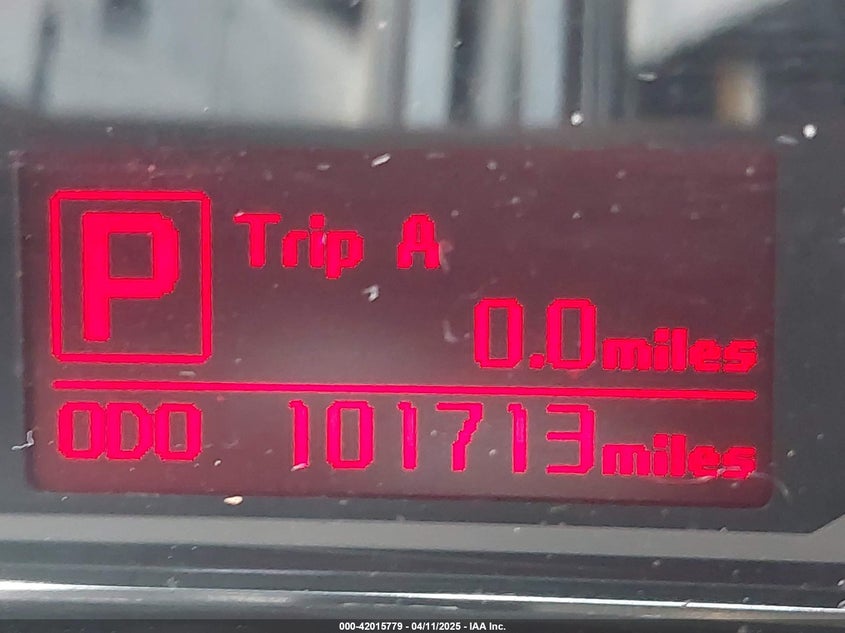 P
Trip A
0.0miles
ODO 101713miles
000-42015779 - 04/11/2025 - IAA Inc.